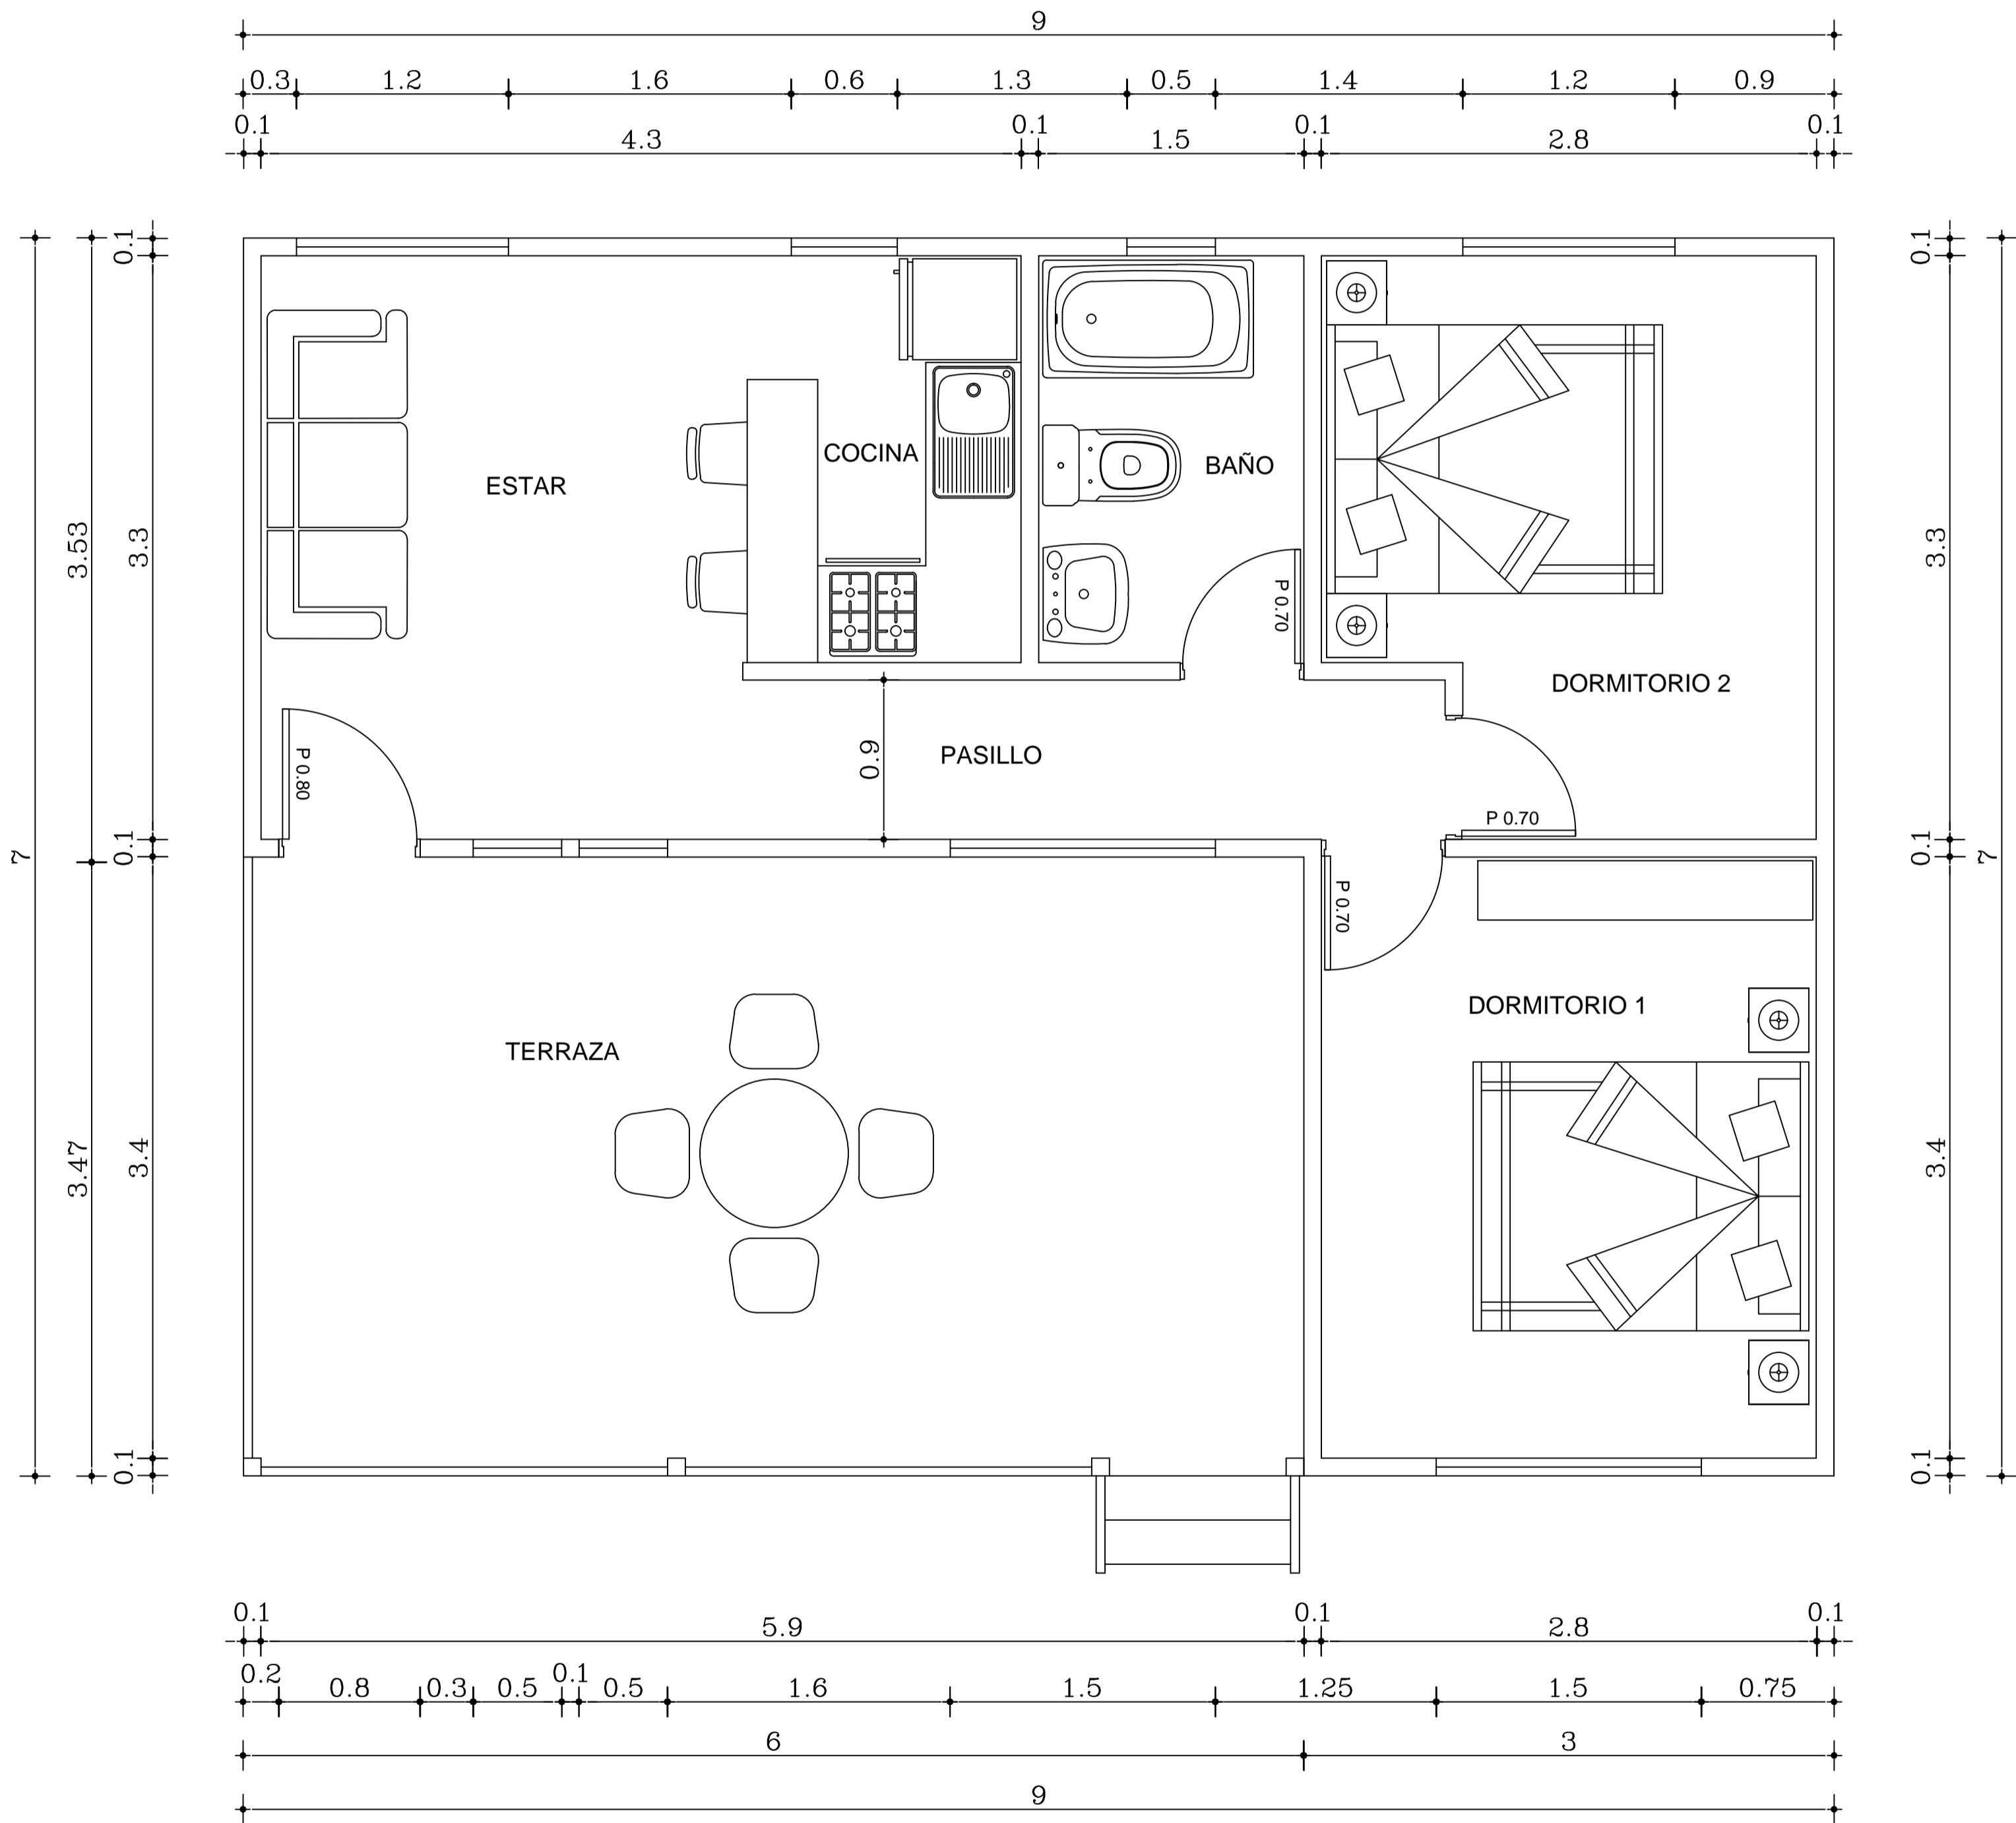 9
0.3 1.2 1.6 0.6 1.3 0.5 1.4 1.2 0.9
0.1 4.3 0.1 1.5 0.1 2.8 0.1
7
3.53
3.47
0.1
3.3
0.1
3.4
0.1
ESTAR
COCINA
BAÑO
P 0.70
DORMITORIO 2
P 0.80
0.9
PASILLO
P 0.70
P 0.70
DORMITORIO 1
TERRAZA
0.1
3.3
0.1
3.4
0.1
7
0.1 5.9 0.1 2.8 0.1
0.2 0.8 0.3 0.5 0.1 0.5 1.6 1.5 1.25 1.5 0.75
6 3
9